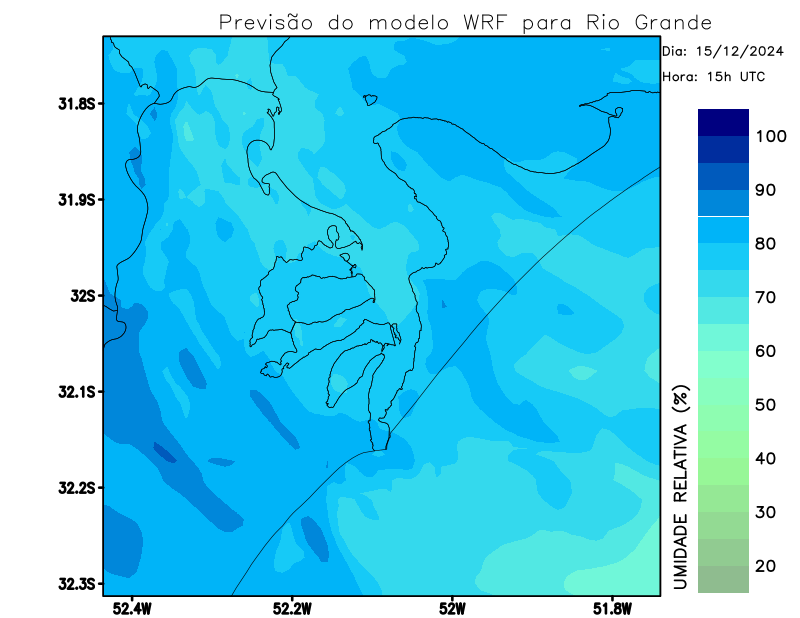 Previsão do modelo WRF para Rio Grande
Dia: 15/12/2024
Hora: 15h UTC
31.8S
31.9S
32S
32.1S
32.2S
32.3S
52.4W
52.2W
52W
51.8W
100
90
80
70
60
50
40
30
20
UMIDADE RELATIVA (%)